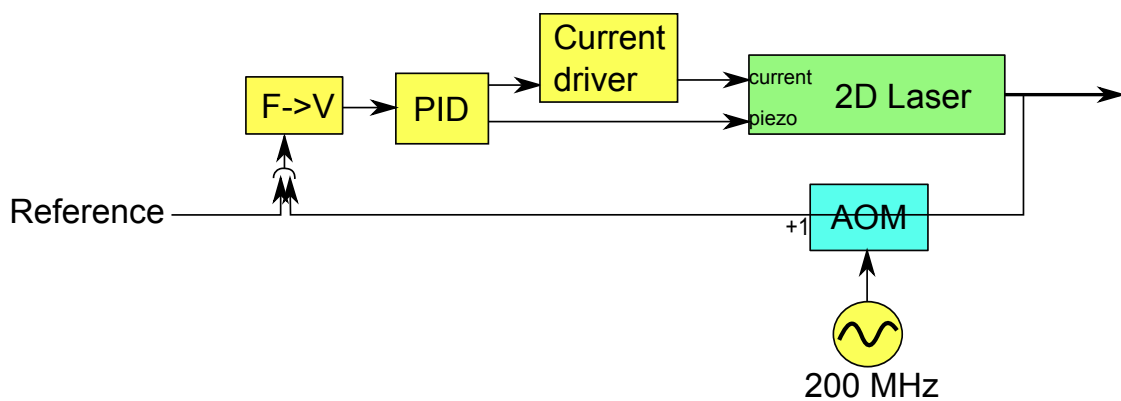 Current
driver
current
2D Laser
F->V
PID
piezo
Reference
+1
AOM
200 MHz